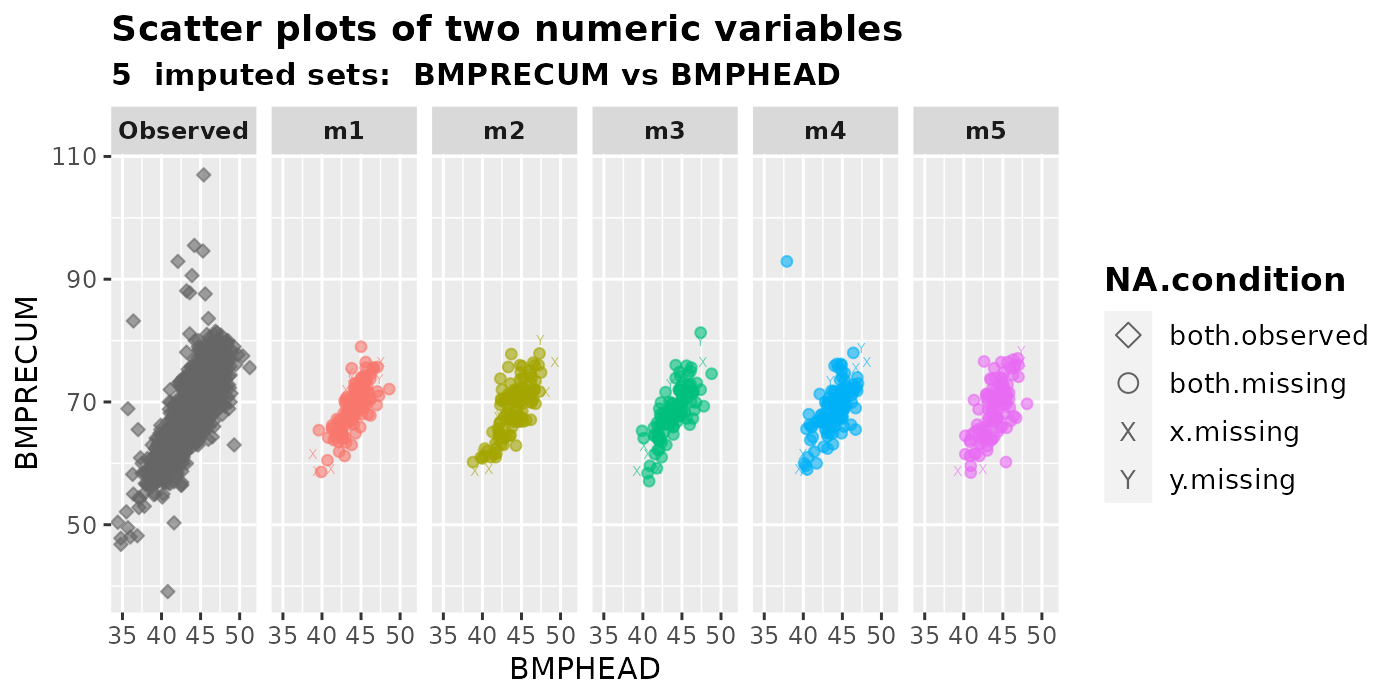 Scatter plots of two numeric variables
5 imputed sets: BMPRECUM vs BMPHEAD
Observed m1 m2 m3 m4 m5
BMPRECUM
110
90
70
50
35 40 45 50 35 40 45 50 35 40 45 50 35 40 45 50 35 40 45 50 35 40 45 50
BMPHEAD
NA.condition
both.observed
both.missing
X x.missing
Y y.missing